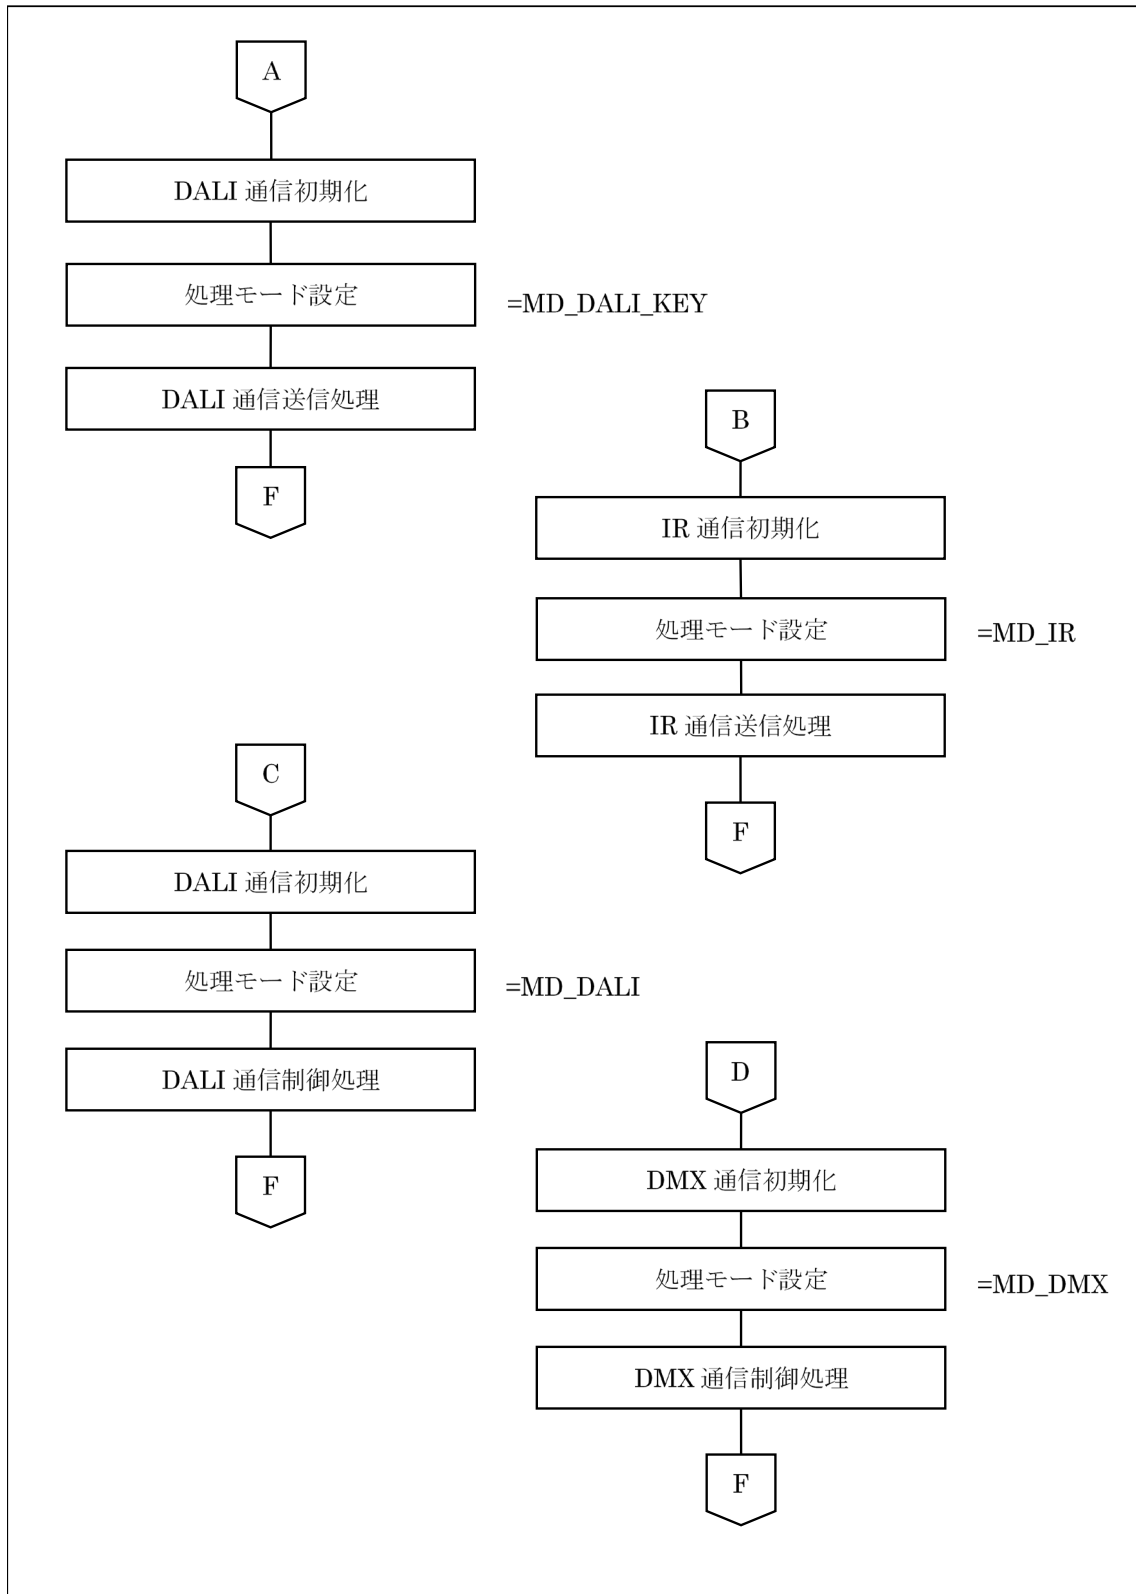 A
DALI 通信初期化
処理モード設定
=MD_DALI_KEY
DALI 通信送信処理
F
B
IR 通信初期化
処理モード設定
=MD_IR
IR 通信送信処理
F
C
DALI 通信初期化
処理モード設定
=MD_DALI
DALI 通信制御処理
F
D
DMX 通信初期化
処理モード設定
=MD_DMX
DMX 通信制御処理
F